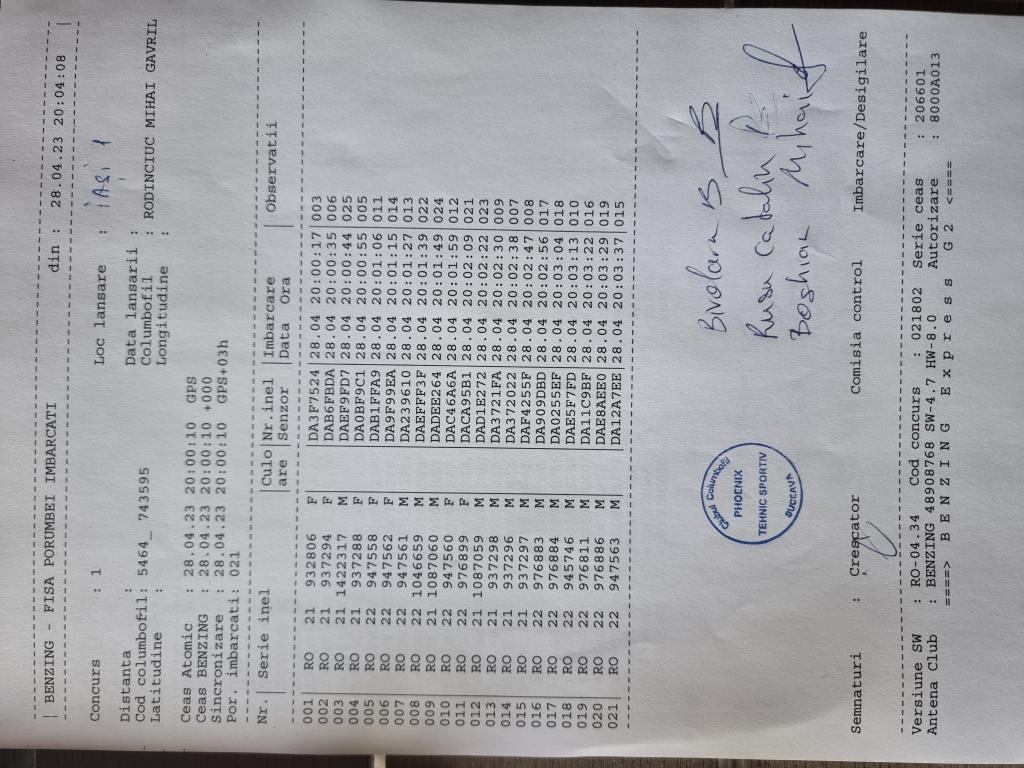 | BENZING - FISA PORUMBEI IMBARCATI din : 28.04.23 20:04:08 |
Concurs : 1 Loc lansare : iAȘi 1
Distanta : Data lansarii :
Cod columbofil: 5464_ 743595 Columbofil : RODINCIUC MIHAI GAVRIL
Latitudine : Longitudine :
Ceas Atomic : 28.04.23 20:00:10 GPS
Ceas BENZING : 28.04.23 20:00:10 +000
Sincronizare : 28.04.23 20:00:10 GPS+03h
Por. imbarcati: 021
Nr.| Serie inel |Culo|Nr.inel |Imbarcare | Observatii
| |are |Senzor |Data Ora |
001 RO 21 932806 F DA3F7524 28.04 20:00:17 003
002 RO 21 937294 F DAB6FBDA 28.04 20:00:35 006
003 RO 21 1422317 M DAEF9FD7 28.04 20:00:44 025
004 RO 21 937288 F DA0BF9C1 28.04 20:00:55 005
005 RO 22 947558 F DAB1FFA9 28.04 20:01:06 011
006 RO 22 947562 F DA9F99EA 28.04 20:01:15 014
007 RO 22 947561 M DA239610 28.04 20:01:27 013
008 RO 22 1046659 M DAEFFF3F 28.04 20:01:39 022
009 RO 21 1087060 M DADEE264 28.04 20:01:49 024
010 RO 22 947560 F DAC46A6A 28.04 20:01:59 012
011 RO 22 976899 F DACA95B1 28.04 20:02:09 021
012 RO 21 1087059 M DAD1E772 28.04 20:02:22 023
013 RO 21 937298 M DA3721FA 28.04 20:02:30 009
014 RO 21 937296 M DA372022 28.04 20:02:38 007
015 RO 21 937297 M DAF4255F 28.04 20:02:47 008
016 RO 22 976883 M DA909DBD 28.04 20:02:56 017
017 RO 22 976884 M DA0255EF 28.04 20:03:04 018
018 RO 22 945746 M DAE5F7FD 28.04 20:03:13 010
019 RO 22 976811 M DA11C9BF 28.04 20:03:22 016
020 RO 22 976886 M DAE8AEE0 28.04 20:03:29 019
021 RO 22 947563 M DA12A7EE 28.04 20:03:37 015
Clubul Columbofil
PHOENIX
TEHNIC SPORTIV
SUCEAVA
Birolaru B
Rusu Catalin
Boshiuk Mihai
Semnaturi : Crescator Comisia control Imbarcare/Desigilare
Versiune SW : RO-04.34 Cod concurs : 021802 Serie ceas : 206601
Antena Club : BENZING 48908768 SW-4.7 HW-8.0 Autorizare : 8000A013
====> B E N Z I N G E x p r e s s G 2 <====